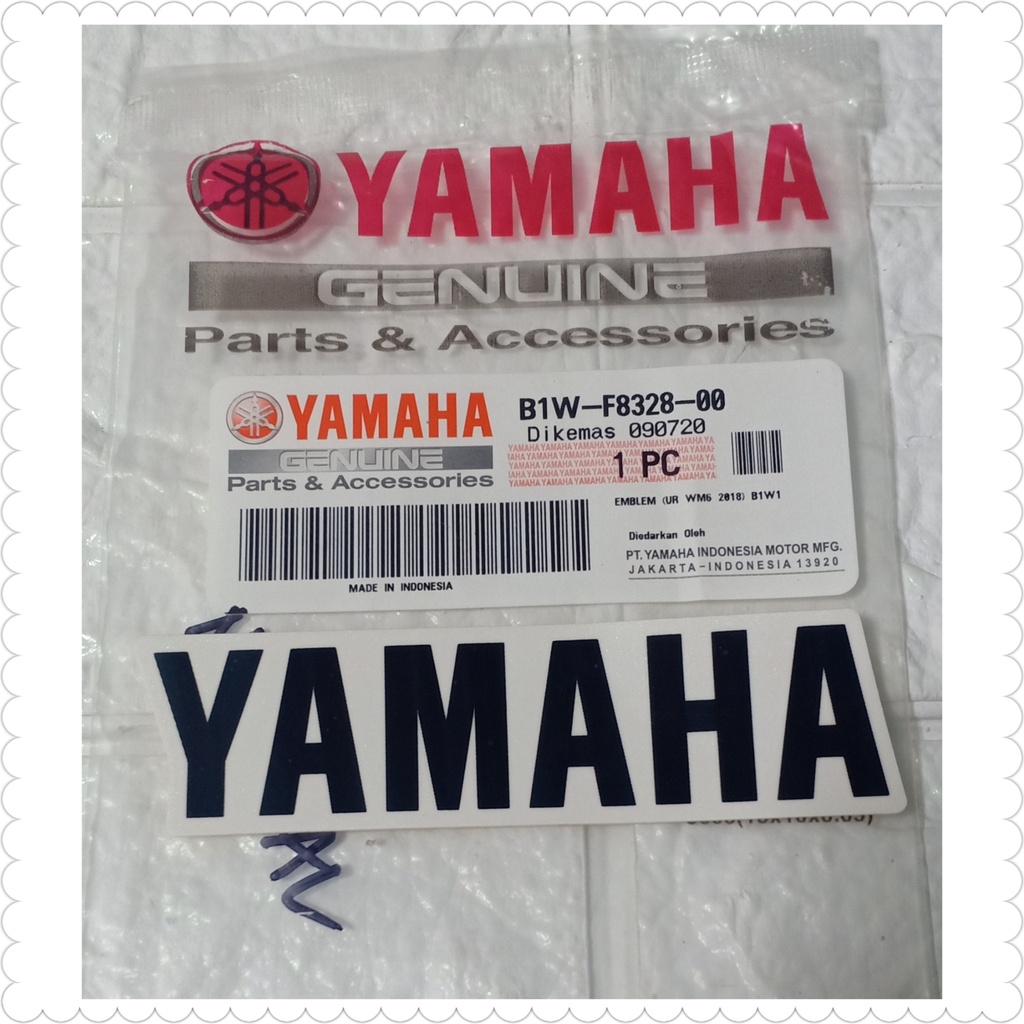 YAMAHA
GENUINE
Parts & Accessories
YAMAHA
GENUINE
Parts & Accessories
B1W-F8328-00
Dikemas 090720
1 PC
EMBLEM (UR WM6 2018) B1W1
Diedarkan Oleh
PT. YAMAHA INDONESIA MOTOR MFG.
JAKARTA-INDONESIA 13920
MADE IN INDONESIA
YAMAHA